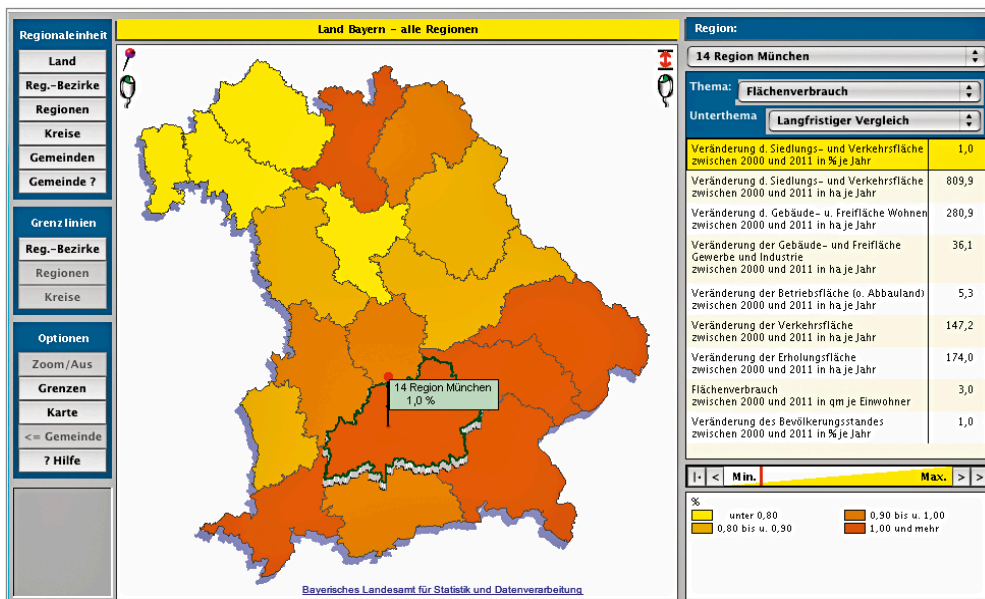 Regionaleinheit
Land
Reg.-Bezirke
Regionen
Kreise
Gemeinden
Gemeinde ?
Grenzlinien
Reg.-Bezirke
Regionen
Kreise
Optionen
Zoom/Aus
Grenzen
Karte
<= Gemeinde
? Hilfe
Land Bayern – alle Regionen
14 Region München
1,0 %
Bayerisches Landesamt für Statistik und Datenverarbeitung
Region:
14 Region München
Thema: Flächenverbrauch
Unterthema Langfristiger Vergleich
Veränderung d. Siedlungs- und Verkehrsfläche 1,0
zwischen 2000 und 2011 in % je Jahr
Veränderung d. Siedlungs- und Verkehrsfläche 809,9
zwischen 2000 und 2011 in ha je Jahr
Veränderung d. Gebäude- u. Freifläche Wohnen 280,9
zwischen 2000 und 2011 in ha je Jahr
Veränderung der Gebäude- und Freifläche 36,1
Gewerbe und Industrie
zwischen 2000 und 2011 in ha je Jahr
Veränderung der Betriebsfläche (o. Abbauland) 5,3
zwischen 2000 und 2011 in ha je Jahr
Veränderung der Verkehrsfläche 147,2
zwischen 2000 und 2011 in ha je Jahr
Veränderung der Erholungsfläche 174,0
zwischen 2000 und 2011 in ha je Jahr
Flächenverbrauch 3,0
zwischen 2000 und 2011 in qm je Einwohner
Veränderung des Bevölkerungsstandes 1,0
zwischen 2000 und 2011 in % je Jahr
|· < Min. Max. > >
%
unter 0,80 0,90 bis u. 1,00
0,80 bis u. 0,90 1,00 und mehr